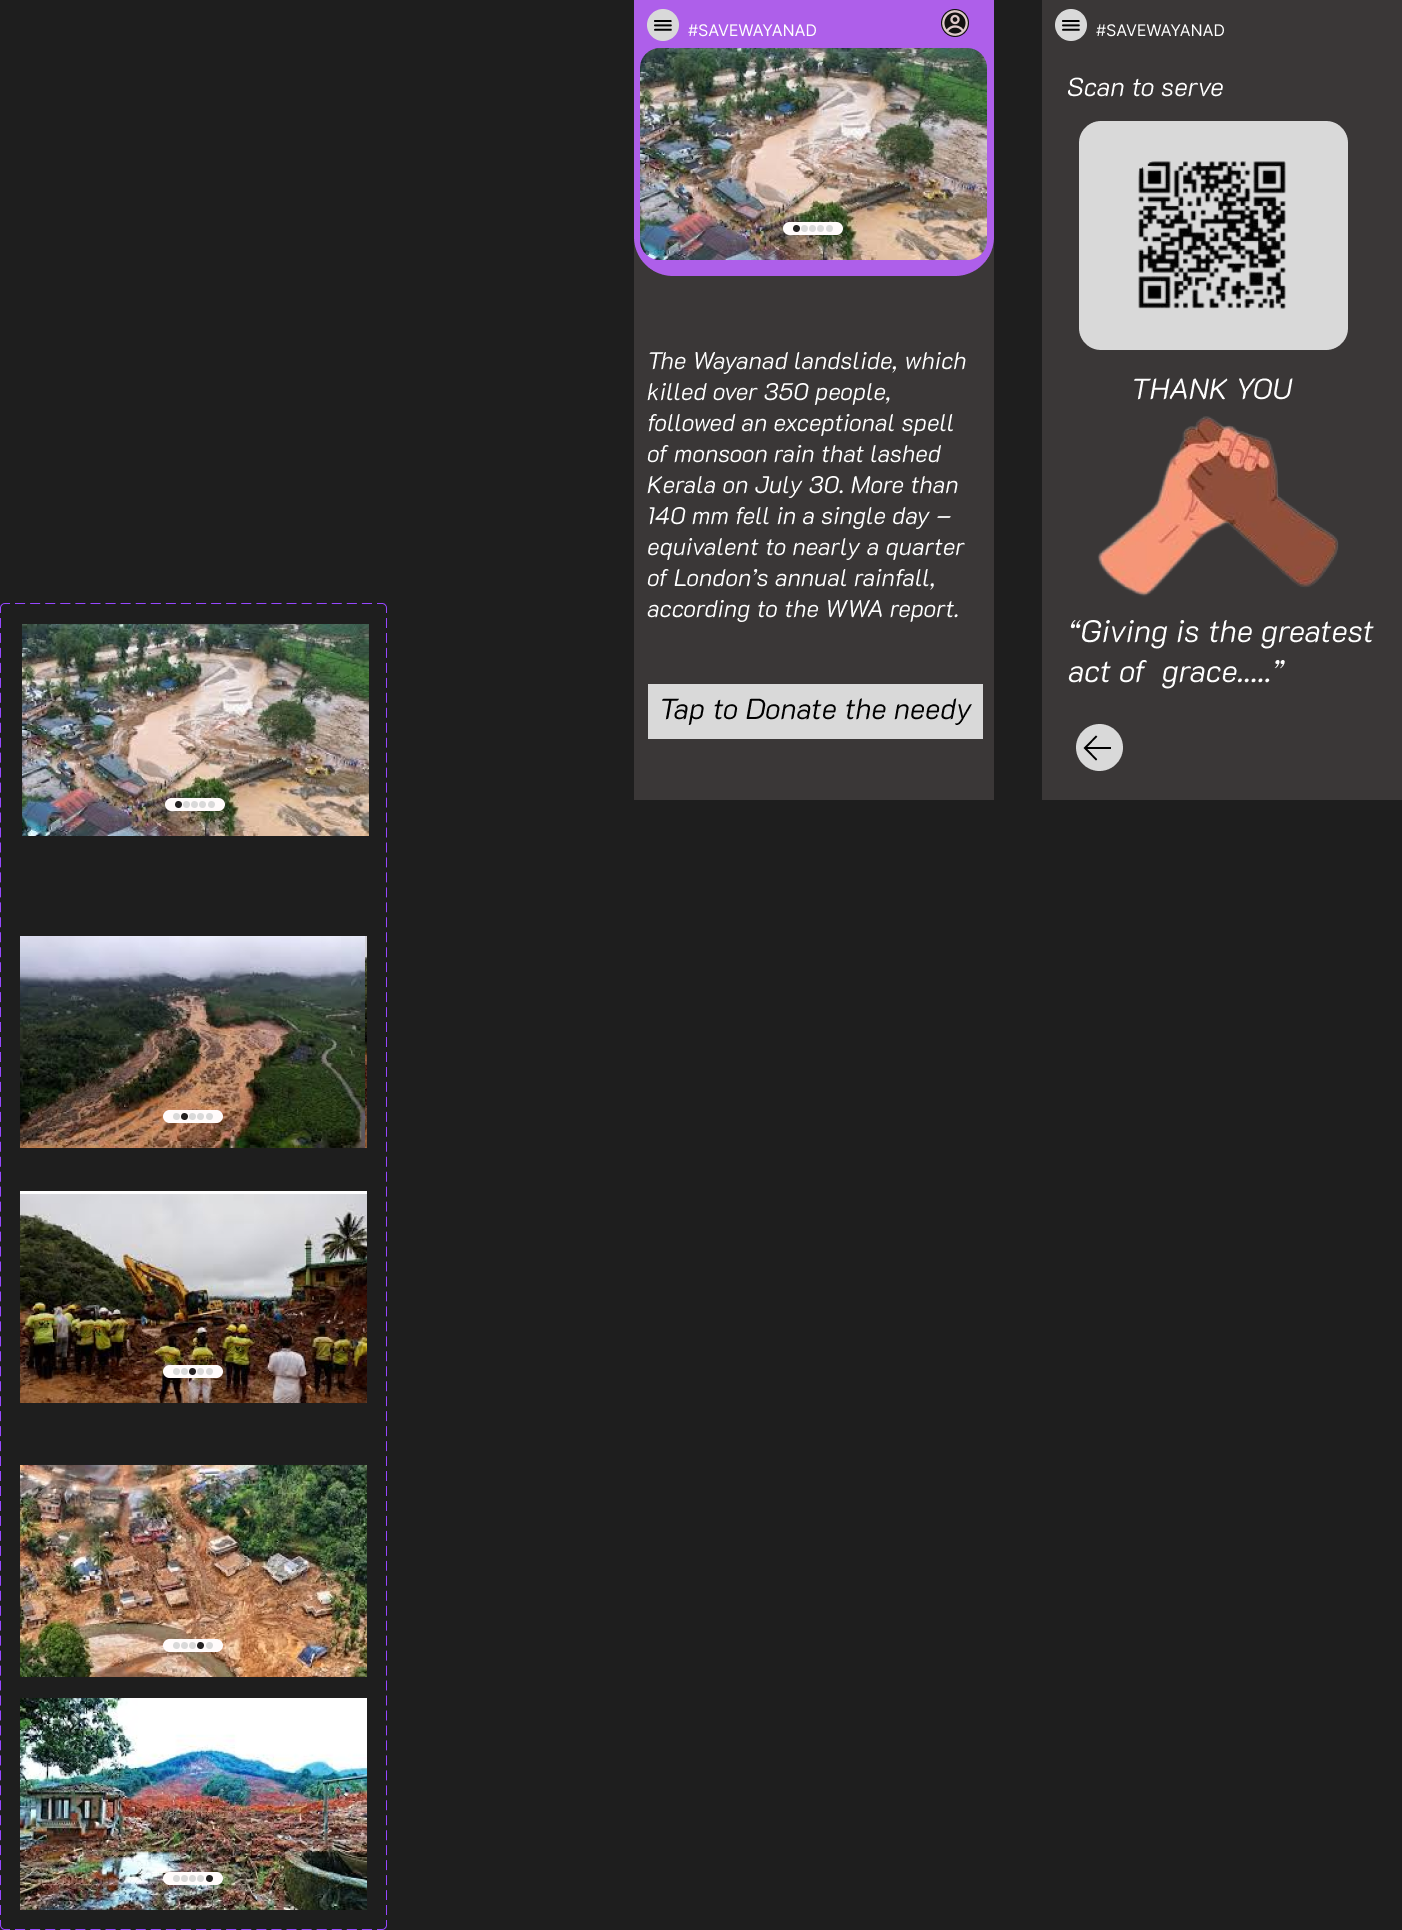 #SAVEWAYANAD
The Wayanad landslide, which
killed over 350 people,
followed an exceptional spell
of monsoon rain that lashed
Kerala on July 30. More than
140 mm fell in a single day –
equivalent to nearly a quarter
of London’s annual rainfall,
according to the WWA report.
Tap to Donate the needy
#SAVEWAYANAD
Scan to serve
THANK YOU
“Giving is the greatest
act of  grace.....”